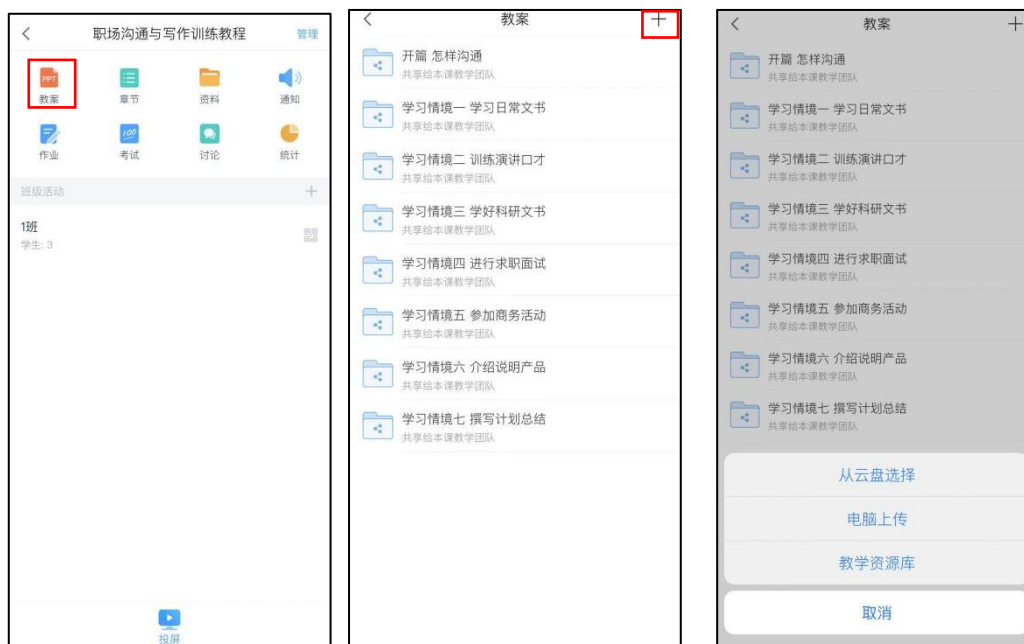 职场沟通与写作训练教程
管理
PPT
教案
章节
资料
通知
作业
100
考试
讨论
统计
班级活动
1班
学生: 3
投屏
教案
开篇 怎样沟通
共享给本课教学团队
学习情境一 学习日常文书
共享给本课教学团队
学习情境二 训练演讲口才
共享给本课教学团队
学习情境三 学好科研文书
共享给本课教学团队
学习情境四 进行求职面试
共享给本课教学团队
学习情境五 参加商务活动
共享给本课教学团队
学习情境六 介绍说明产品
共享给本课教学团队
学习情境七 撰写计划总结
共享给本课教学团队
教案
开篇 怎样沟通
共享给本课教学团队
学习情境一 学习日常文书
共享给本课教学团队
学习情境二 训练演讲口才
共享给本课教学团队
学习情境三 学好科研文书
共享给本课教学团队
学习情境四 进行求职面试
共享给本课教学团队
学习情境五 参加商务活动
共享给本课教学团队
学习情境六 介绍说明产品
共享给本课教学团队
学习情境七 撰写计划总结
共享给本课教学团队
从云盘选择
电脑上传
教学资源库
取消